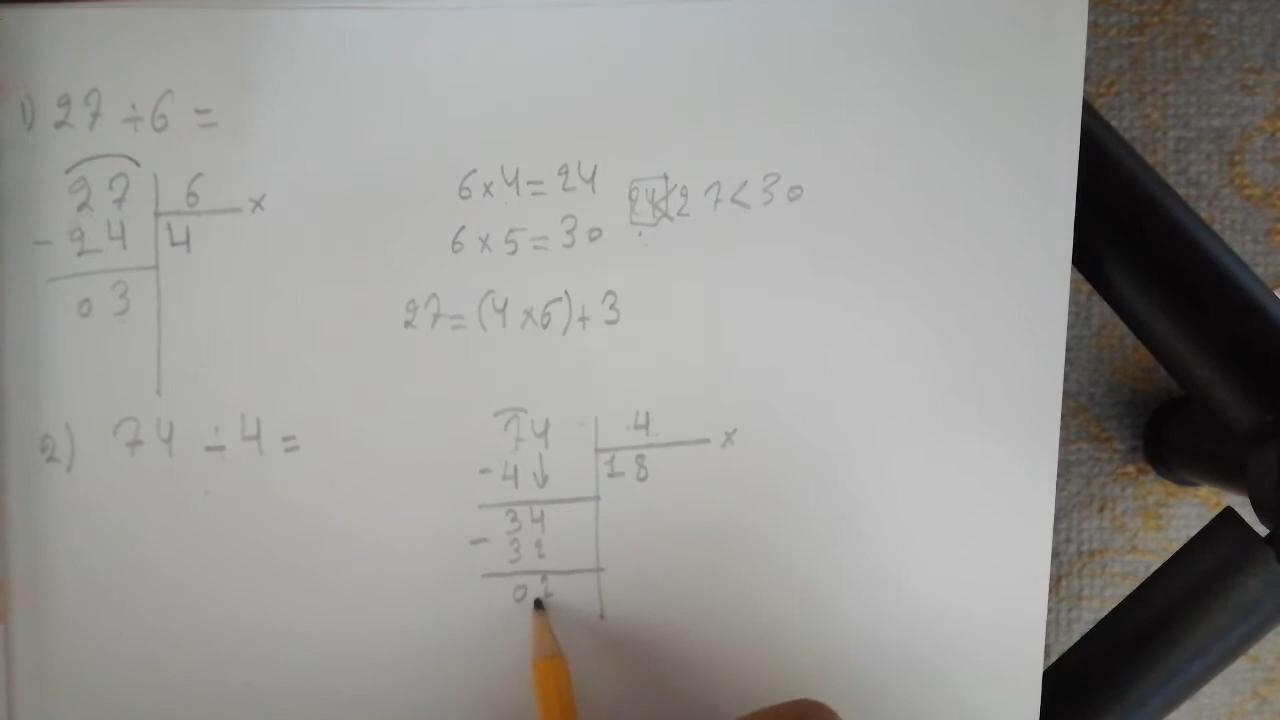 1) 27 ÷ 6 =
27 | 6 ×
- 24 | 4
03
6 × 4 = 24
6 × 5 = 30
24 < 27 < 30
27 = (4 × 6) + 3
2) 74 ÷ 4 =
74 | 4 ×
- 4 ↓ | 18
34
- 32
02